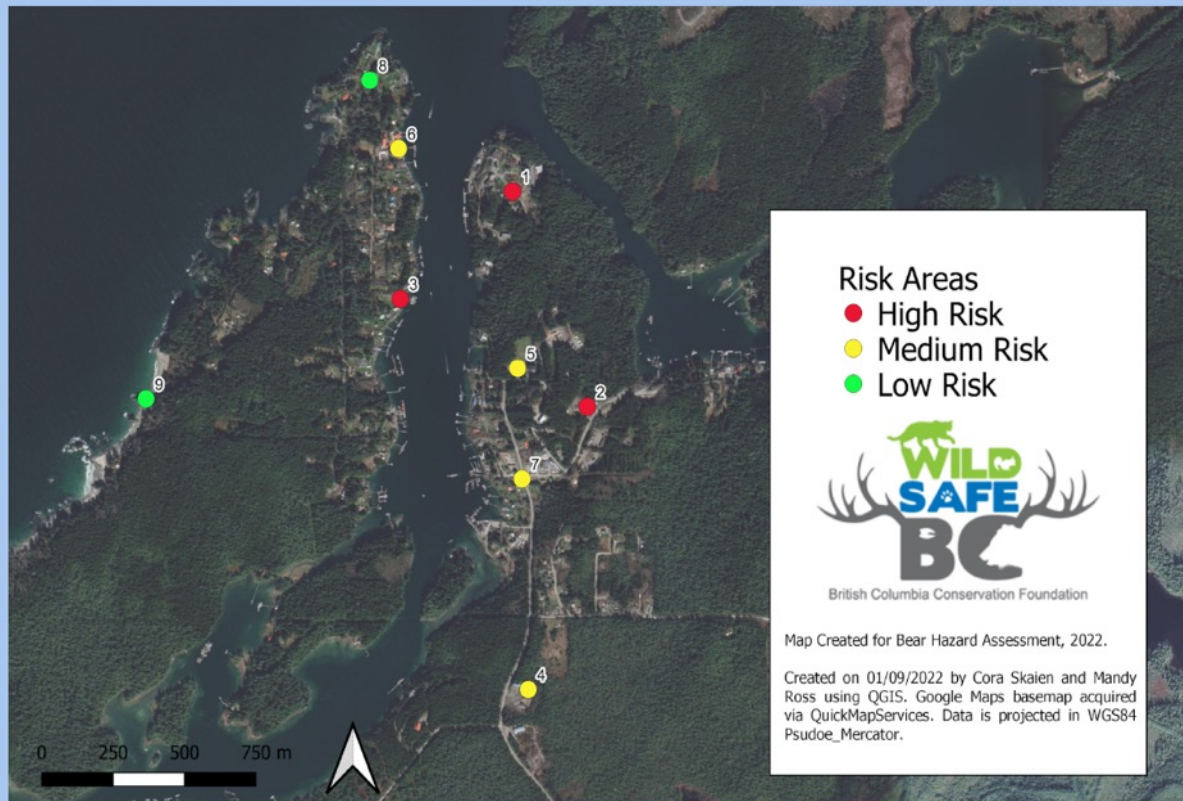 8
6
1
3
5
9
2
7
4
Risk Areas
High Risk
Medium Risk
Low Risk
WILD
SAFE
BC
British Columbia Conservation Foundation
Map Created for Bear Hazard Assessment, 2022.
Created on 01/09/2022 by Cora Skaien and Mandy
Ross using QGIS. Google Maps basemap acquired
via QuickMapServices. Data is projected in WGS84
Psudoe_Mercator.
0 250 500 750 m